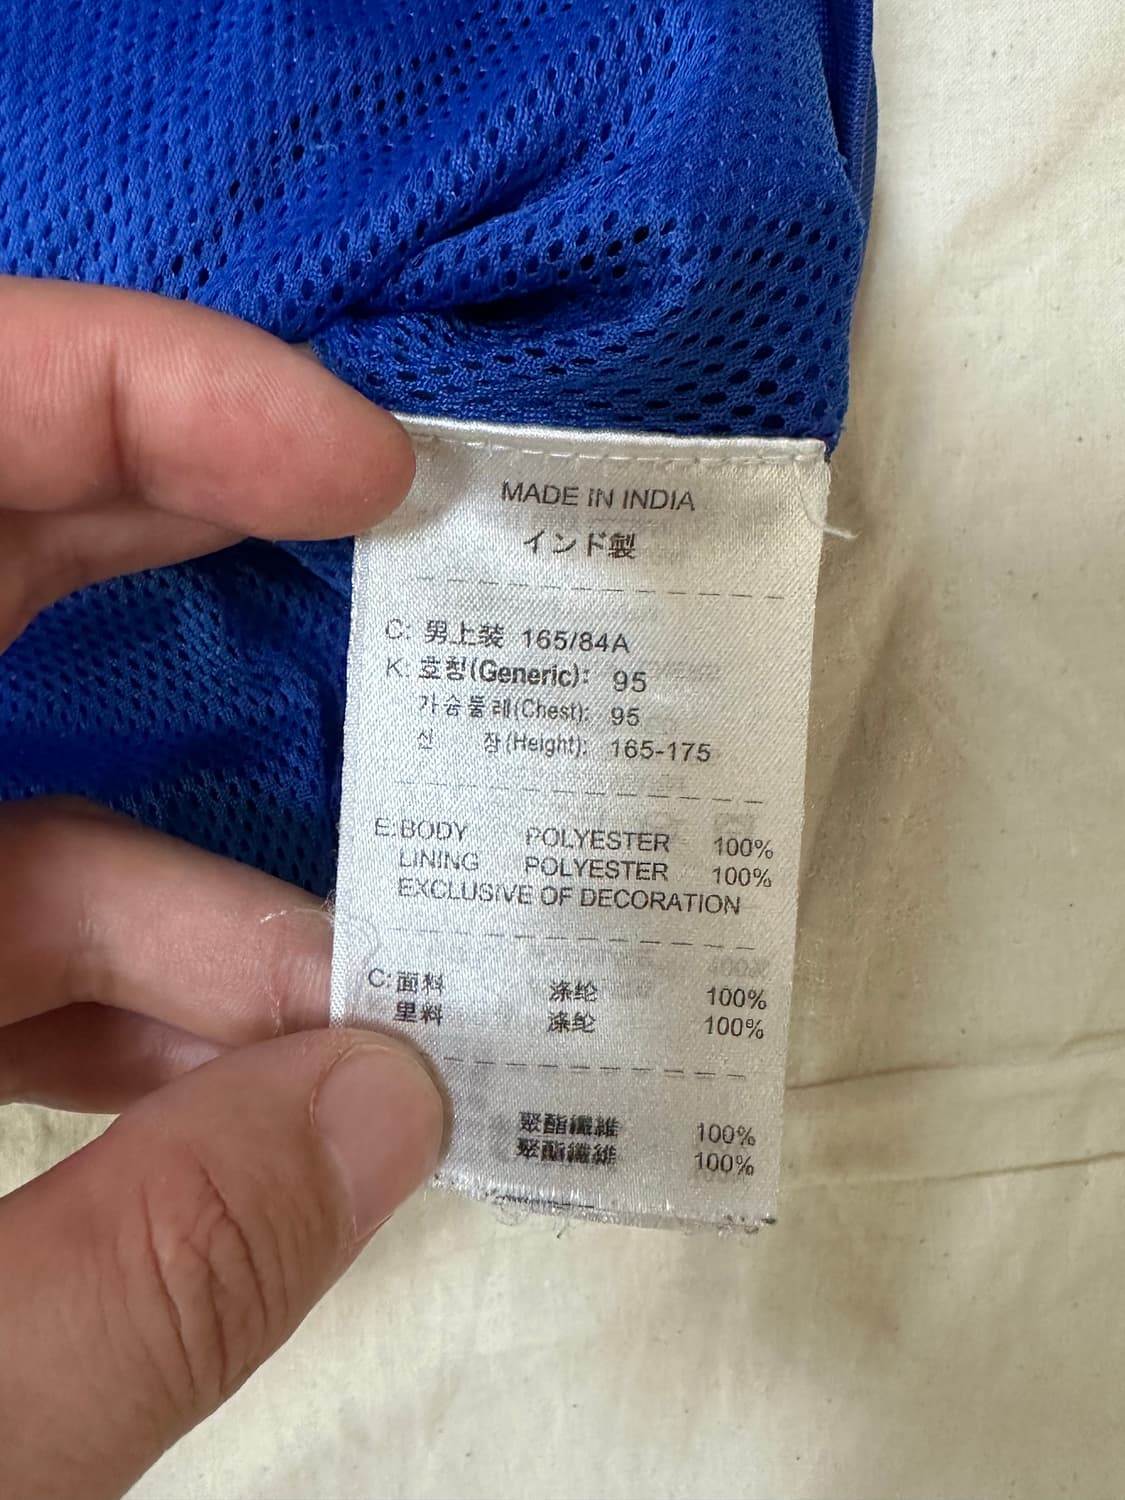 MADE IN INDIA
インド製
C: 男上装 165/84A
K: 호칭(Generic): 95
가슴둘레(Chest): 95
신 장(Height): 165-175
E:BODY POLYESTER 100%
LINING POLYESTER 100%
EXCLUSIVE OF DECORATION
C:面料 涤纶 100%
里料 涤纶 100%
聚酯纖維 100%
聚酯纖維 100%